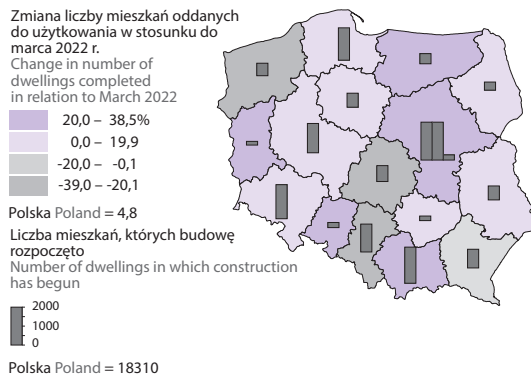 Zmiana liczby mieszkań oddanych
do użytkowania w stosunku do
marca 2022 r.
Change in number of
dwellings completed
in relation to March 2022
20,0 – 38,5%
0,0 – 19,9
-20,0 – -0,1
-39,0 – -20,1
Polska Poland = 4,8
Liczba mieszkań, których budowę
rozpoczęto
Number of dwellings in which construction
has begun
2000
1000
0
Polska Poland = 18310